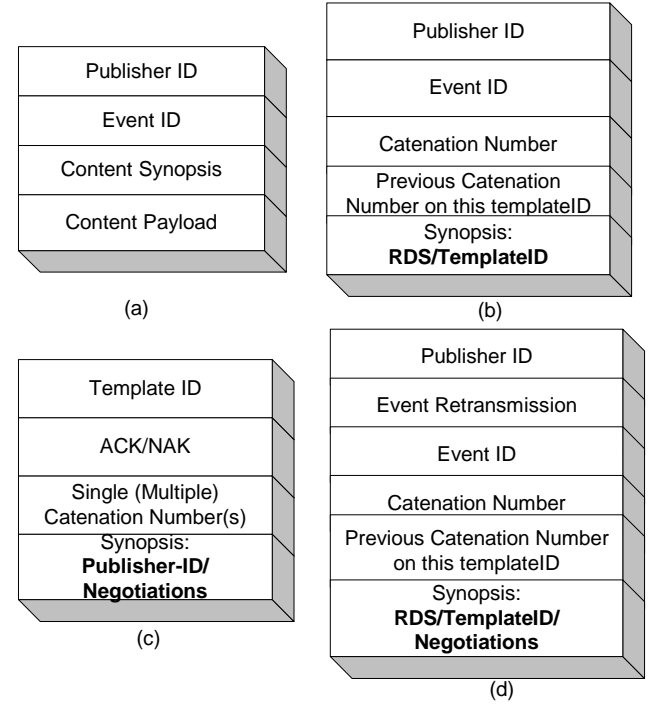 Publisher ID
Event ID
Content Synopsis
Content Payload
(a)
Publisher ID
Event ID
Catenation Number
Previous Catenation
Number on this templateID
Synopsis:
RDS/TemplateID
(b)
Template ID
ACK/NAK
Single (Multiple)
Catenation Number(s)
Synopsis:
Publisher-ID/
Negotiations
(c)
Publisher ID
Event Retransmission
Event ID
Catenation Number
Previous Catenation Number
on this templateID
Synopsis:
RDS/TemplateID/
Negotiations
(d)